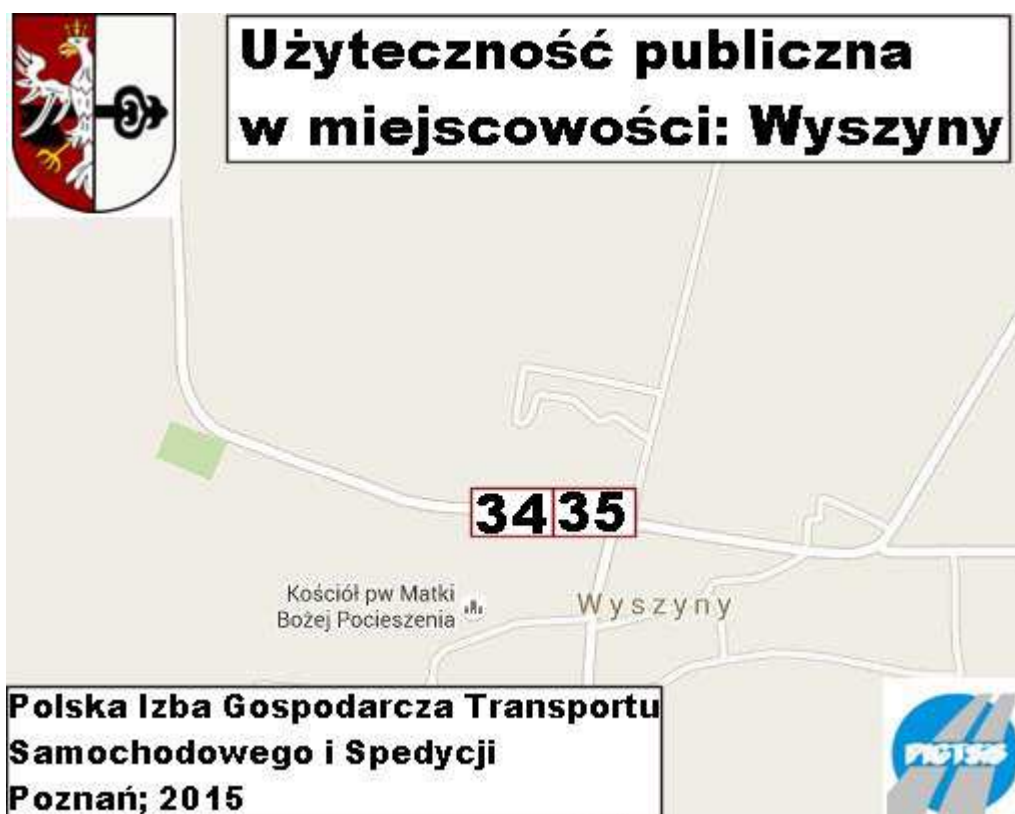 Użyteczność publiczna
w miejscowości: Wyszyny
34 35
Kościół pw Matki
Bożej Pocieszenia
Wyszyny
Polska Izba Gospodarcza Transportu
Samochodowego i Spedycji
Poznań; 2015
PIGTSiS